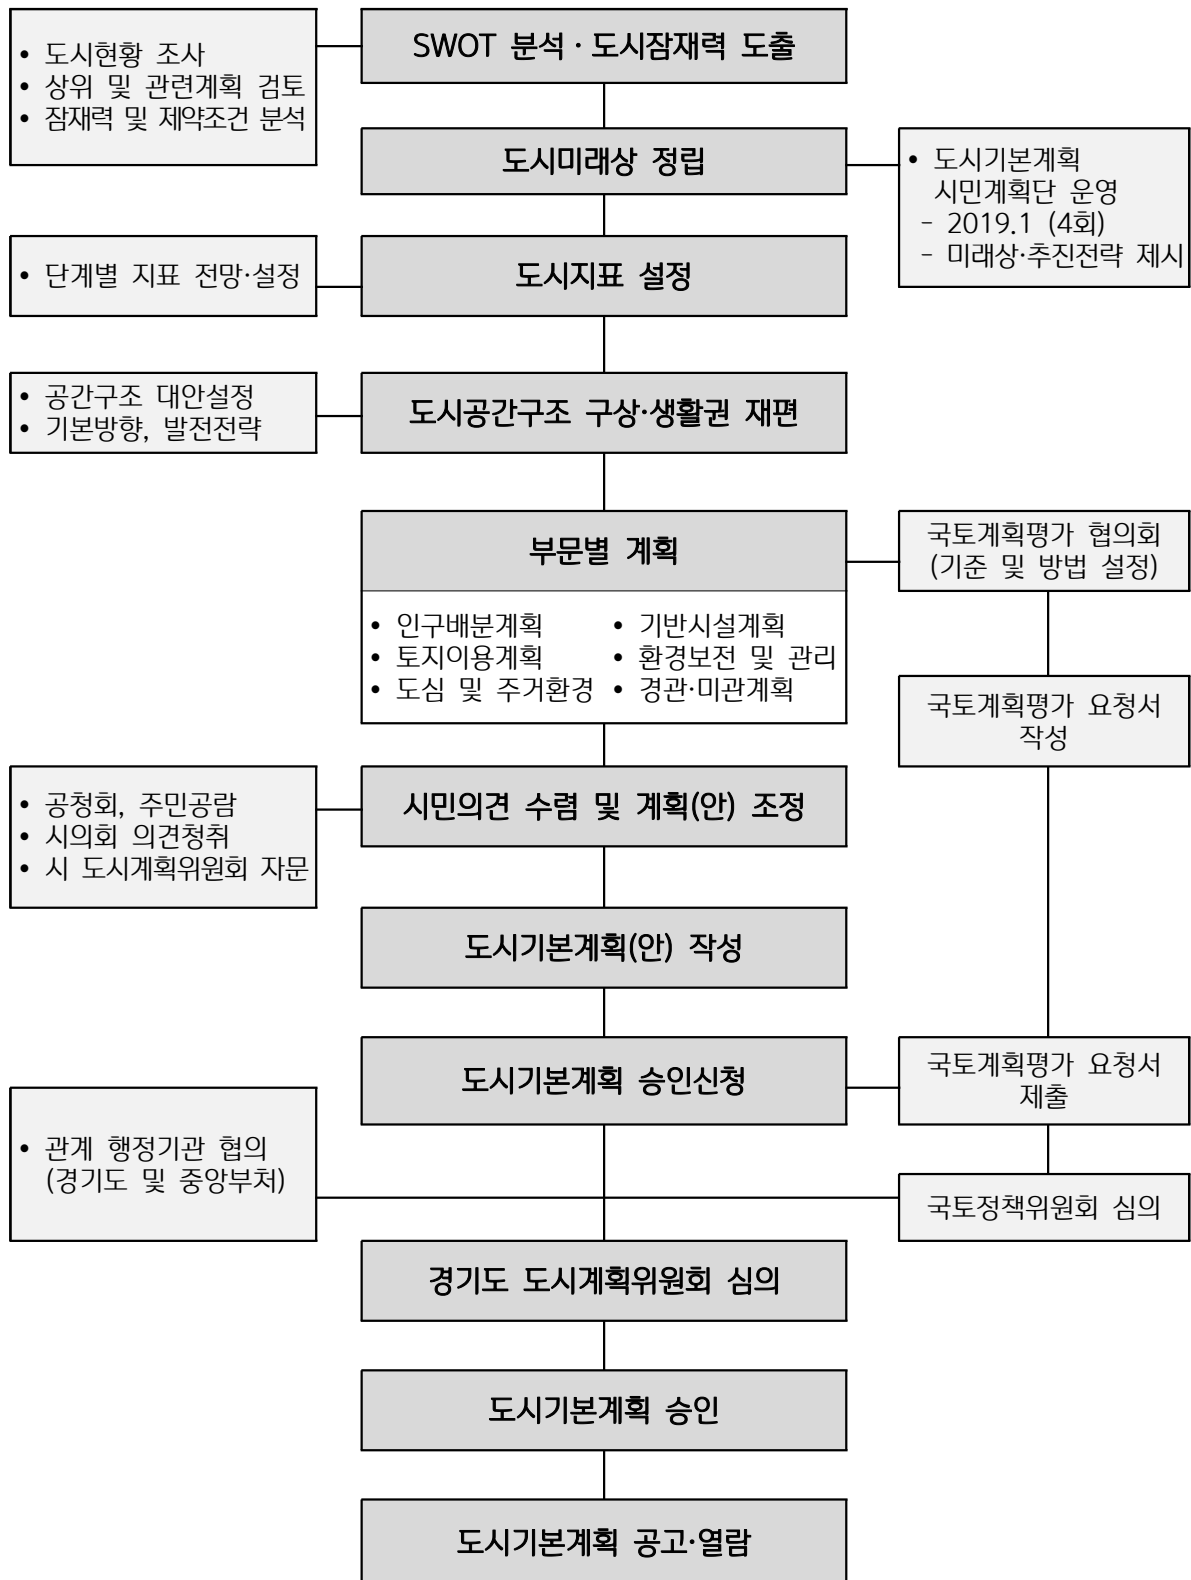 SWOT 분석 · 도시잠재력 도출
• 도시현황 조사
• 상위 및 관련계획 검토
• 잠재력 및 제약조건 분석
도시미래상 정립
• 도시기본계획
시민계획단 운영
- 2019.1 (4회)
- 미래상·추진전략 제시
• 단계별 지표 전망·설정
도시지표 설정
• 공간구조 대안설정
• 기본방향, 발전전략
도시공간구조 구상·생활권 재편
부문별 계획
• 인구배분계획
• 토지이용계획
• 도심 및 주거환경
• 기반시설계획
• 환경보전 및 관리
• 경관·미관계획
국토계획평가 협의회
(기준 및 방법 설정)
국토계획평가 요청서
작성
• 공청회, 주민공람
• 시의회 의견청취
• 시 도시계획위원회 자문
시민의견 수렴 및 계획(안) 조정
도시기본계획(안) 작성
도시기본계획 승인신청
국토계획평가 요청서
제출
• 관계 행정기관 협의
(경기도 및 중앙부처)
국토정책위원회 심의
경기도 도시계획위원회 심의
도시기본계획 승인
도시기본계획 공고·열람